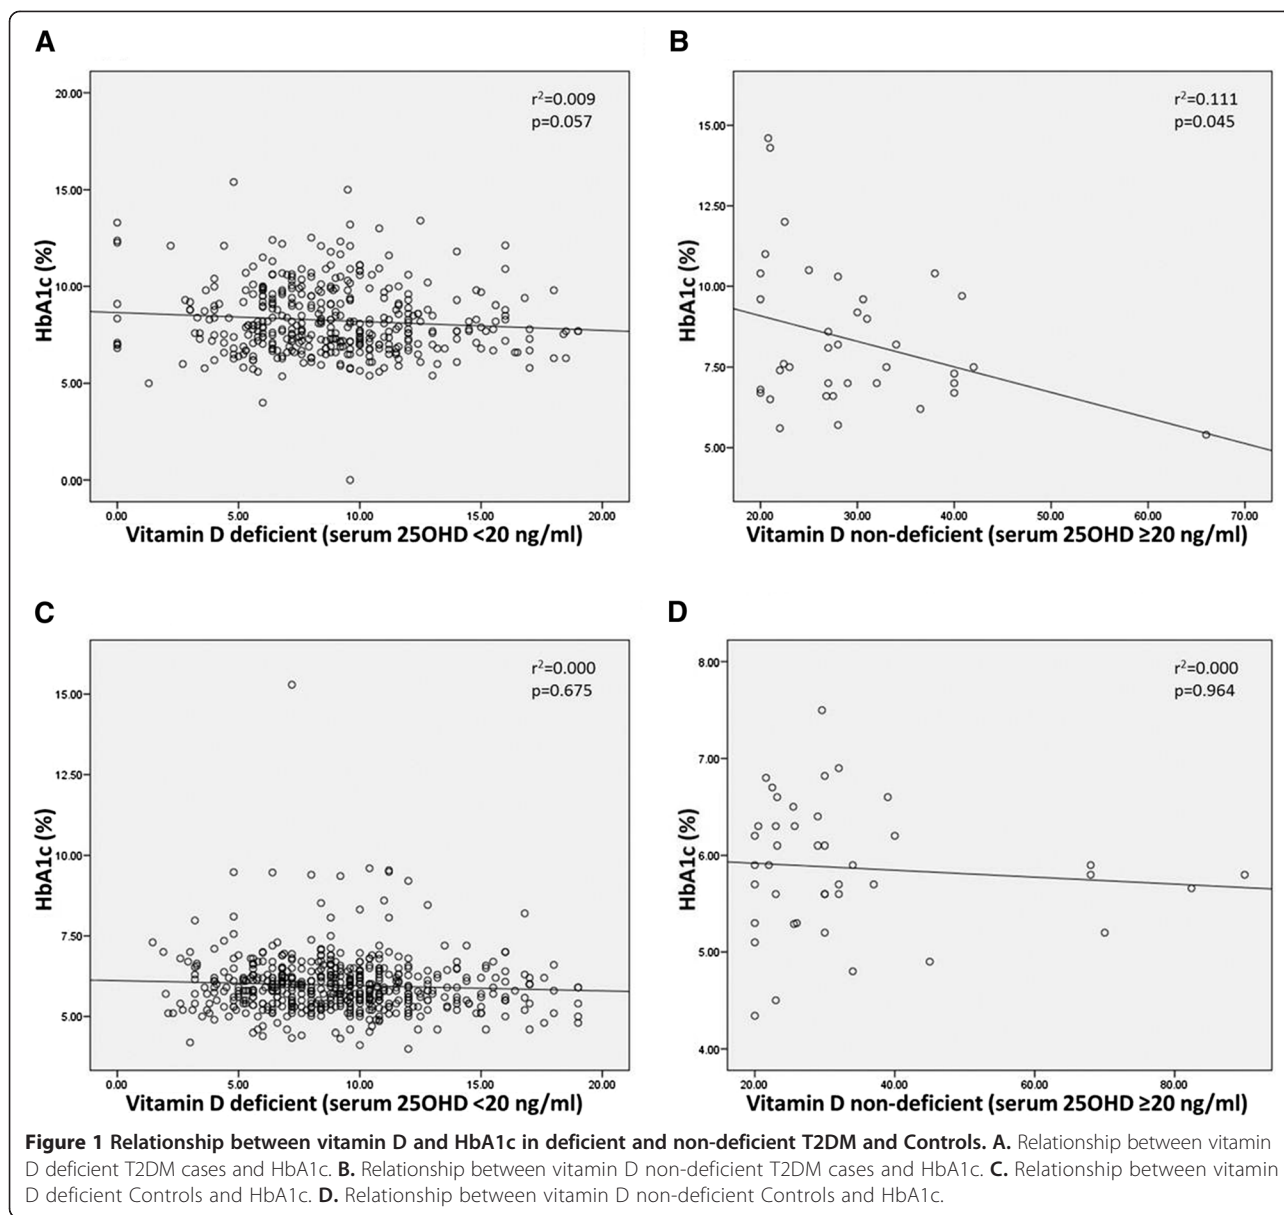 A
20.00
15.00
10.00
5.00
0.00
HbA1c (%)
r²=0.009
p=0.057
0.00 5.00 10.00 15.00 20.00
Vitamin D deficient (serum 25OHD <20 ng/ml)
B
15.00
12.50
10.00
7.50
5.00
HbA1c (%)
r²=0.111
p=0.045
20.00 30.00 40.00 50.00 60.00 70.00
Vitamin D non-deficient (serum 25OHD ≥20 ng/ml)
C
15.00
12.50
10.00
7.50
5.00
HbA1c (%)
r²=0.000
p=0.675
0.00 5.00 10.00 15.00 20.00
Vitamin D deficient (serum 25OHD <20 ng/ml)
D
8.00
7.00
6.00
5.00
4.00
HbA1c (%)
r²=0.000
p=0.964
20.00 40.00 60.00 80.00
Vitamin D non-deficient (serum 25OHD ≥20 ng/ml)
Figure 1 Relationship between vitamin D and HbA1c in deficient and non-deficient T2DM and Controls. A. Relationship between vitamin
D deficient T2DM cases and HbA1c. B. Relationship between vitamin D non-deficient T2DM cases and HbA1c. C. Relationship between vitamin
D deficient Controls and HbA1c. D. Relationship between vitamin D non-deficient Controls and HbA1c.